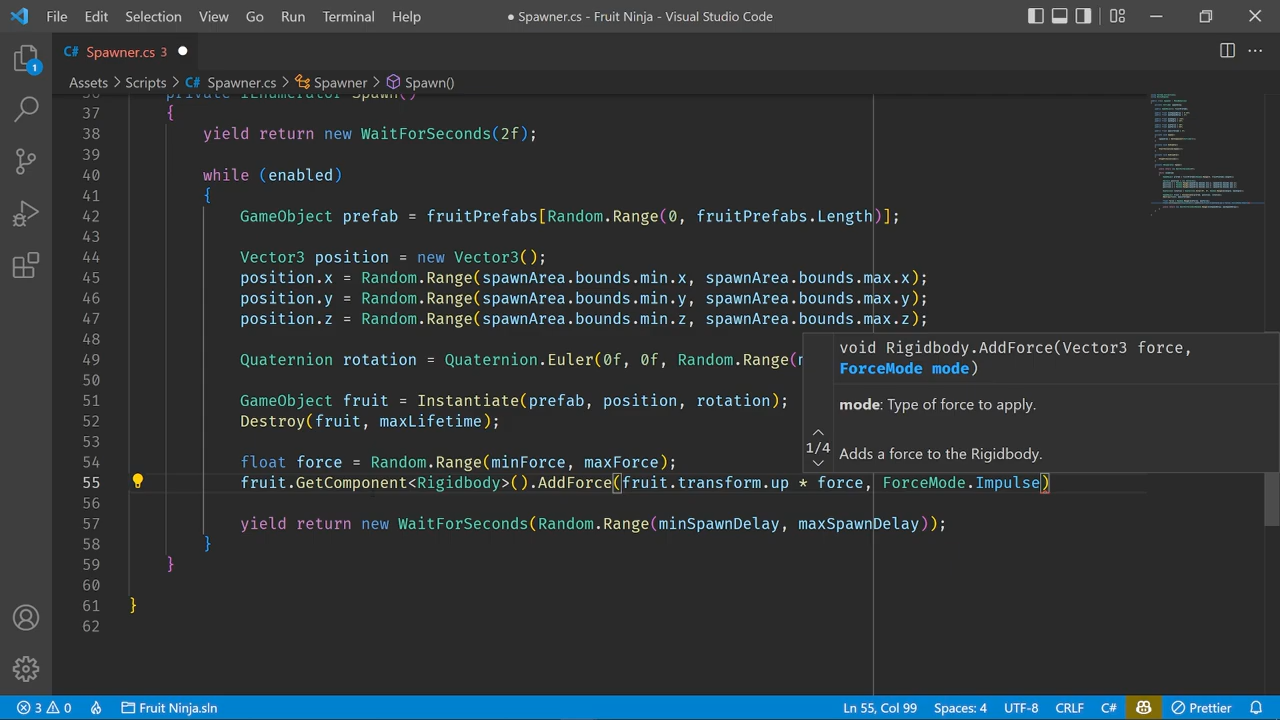 File Edit Selection View Go Run Terminal Help
● Spawner.cs - Fruit Ninja - Visual Studio Code
C# Spawner.cs 3 ●
Assets > Scripts > C# Spawner.cs > Spawner > Spawn()
1
36 private IEnumerator Spawn()
37 {
38 yield return new WaitForSeconds(2f);
39
40 while (enabled)
41 {
42 GameObject prefab = fruitPrefabs[Random.Range(0, fruitPrefabs.Length)];
43
44 Vector3 position = new Vector3();
45 position.x = Random.Range(spawnArea.bounds.min.x, spawnArea.bounds.max.x);
46 position.y = Random.Range(spawnArea.bounds.min.y, spawnArea.bounds.max.y);
47 position.z = Random.Range(spawnArea.bounds.min.z, spawnArea.bounds.max.z);
48
49 Quaternion rotation = Quaternion.Euler(0f, 0f, Random.Range(
50
51 GameObject fruit = Instantiate(prefab, position, rotation);
52 Destroy(fruit, maxLifetime);
53
54 float force = Random.Range(minForce, maxForce);
55 fruit.GetComponent<Rigidbody>().AddForce(fruit.transform.up * force, ForceMode.Impulse)
56
57 yield return new WaitForSeconds(Random.Range(minSpawnDelay, maxSpawnDelay));
58 }
59 }
60
61 }
62
void Rigidbody.AddForce(Vector3 force,
ForceMode mode)
mode: Type of force to apply.
1/4
Adds a force to the Rigidbody.
3 0 Fruit Ninja.sln Ln 55, Col 99 Spaces: 4 UTF-8 CRLF C# Prettier